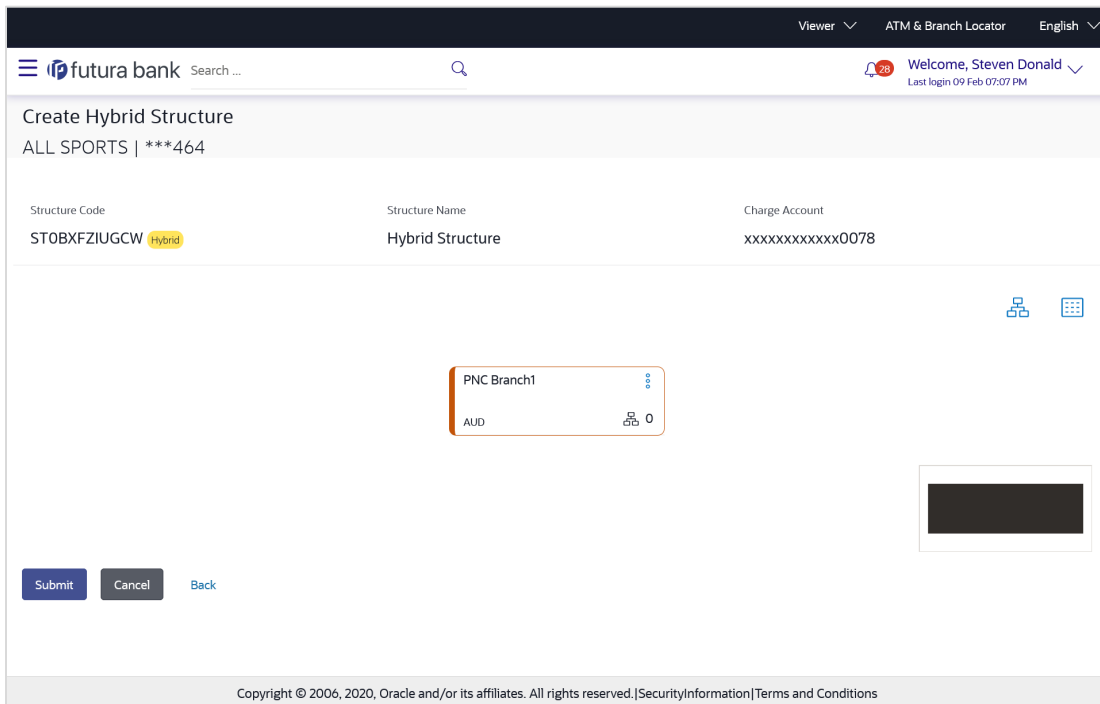 Viewer ATM & Branch Locator English
futura bank Search ... 28 Welcome, Steven Donald
Last login 09 Feb 07:07 PM
Create Hybrid Structure
ALL SPORTS | ***464
Structure Code Structure Name Charge Account
ST0BXFZIUGCW Hybrid Hybrid Structure xxxxxxxxxxxx0078
PNC Branch1
AUD 0
Submit Cancel Back
Copyright © 2006, 2020, Oracle and/or its affiliates. All rights reserved.|SecurityInformation|Terms and Conditions